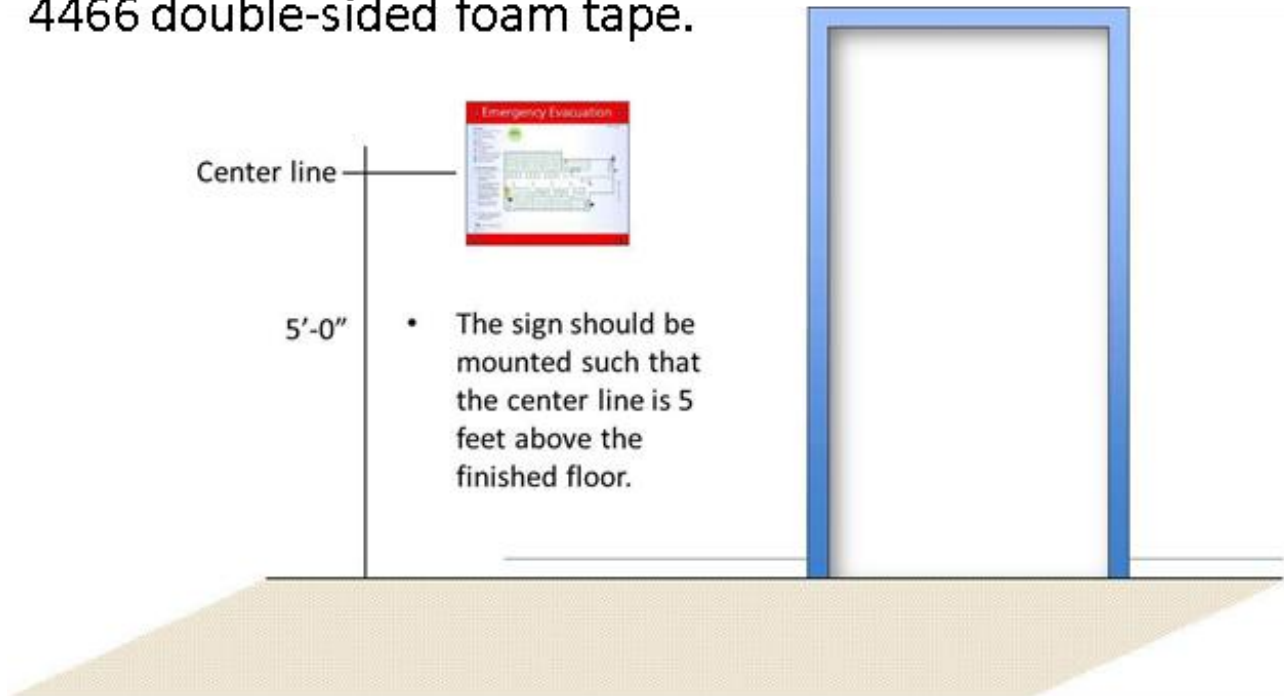 4466 double-sided foam tape.
Emergency Evacuation
Center line
5′-0″
• The sign should be
mounted such that
the center line is 5
feet above the
finished floor.